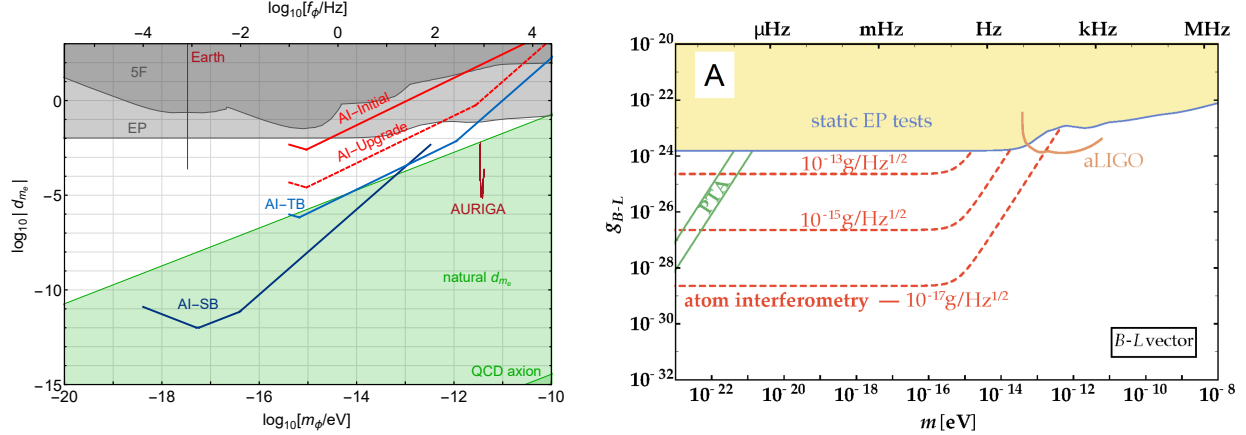 log₁₀[f_ϕ/Hz]
−4 −2 0 2 4
Earth
5F
EP
AI−Initial
AI−Upgrade
AI−TB
AURIGA
natural d_{m_e}
AI−SB
QCD axion
log₁₀| d_{m_e} |
0
−5
−10
−15
−20 −18 −16 −14 −12 −10
log₁₀[m_ϕ/eV]
μHz mHz Hz kHz MHz
A
static EP tests
aLIGO
10⁻¹³g/Hz^{1/2}
PTA
10⁻¹⁵g/Hz^{1/2}
atom interferometry — 10⁻¹⁷g/Hz^{1/2}
B-L vector
g_{B-L}
10⁻²⁰
10⁻²²
10⁻²⁴
10⁻²⁶
10⁻²⁸
10⁻³⁰
10⁻³²
10⁻²² 10⁻²⁰ 10⁻¹⁸ 10⁻¹⁶ 10⁻¹⁴ 10⁻¹² 10⁻¹⁰ 10⁻⁸
m [eV]